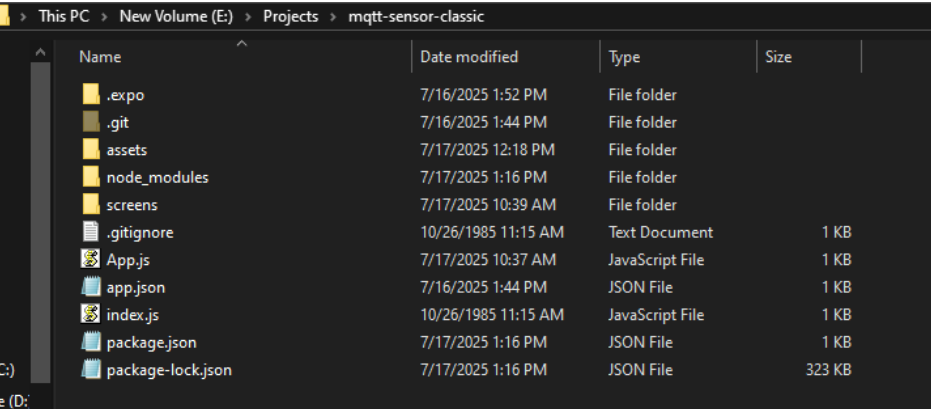 This PC > New Volume (E:) > Projects > mqtt-sensor-classic
Name Date modified Type Size
.expo 7/16/2025 1:52 PM File folder
.git 7/16/2025 1:44 PM File folder
assets 7/17/2025 12:18 PM File folder
node_modules 7/17/2025 1:16 PM File folder
screens 7/17/2025 10:39 AM File folder
.gitignore 10/26/1985 11:15 AM Text Document 1 KB
App.js 7/17/2025 10:37 AM JavaScript File 1 KB
app.json 7/16/2025 1:44 PM JSON File 1 KB
index.js 10/26/1985 11:15 AM JavaScript File 1 KB
package.json 7/17/2025 1:16 PM JSON File 1 KB
C:) package-lock.json 7/17/2025 1:16 PM JSON File 323 KB
e (D: